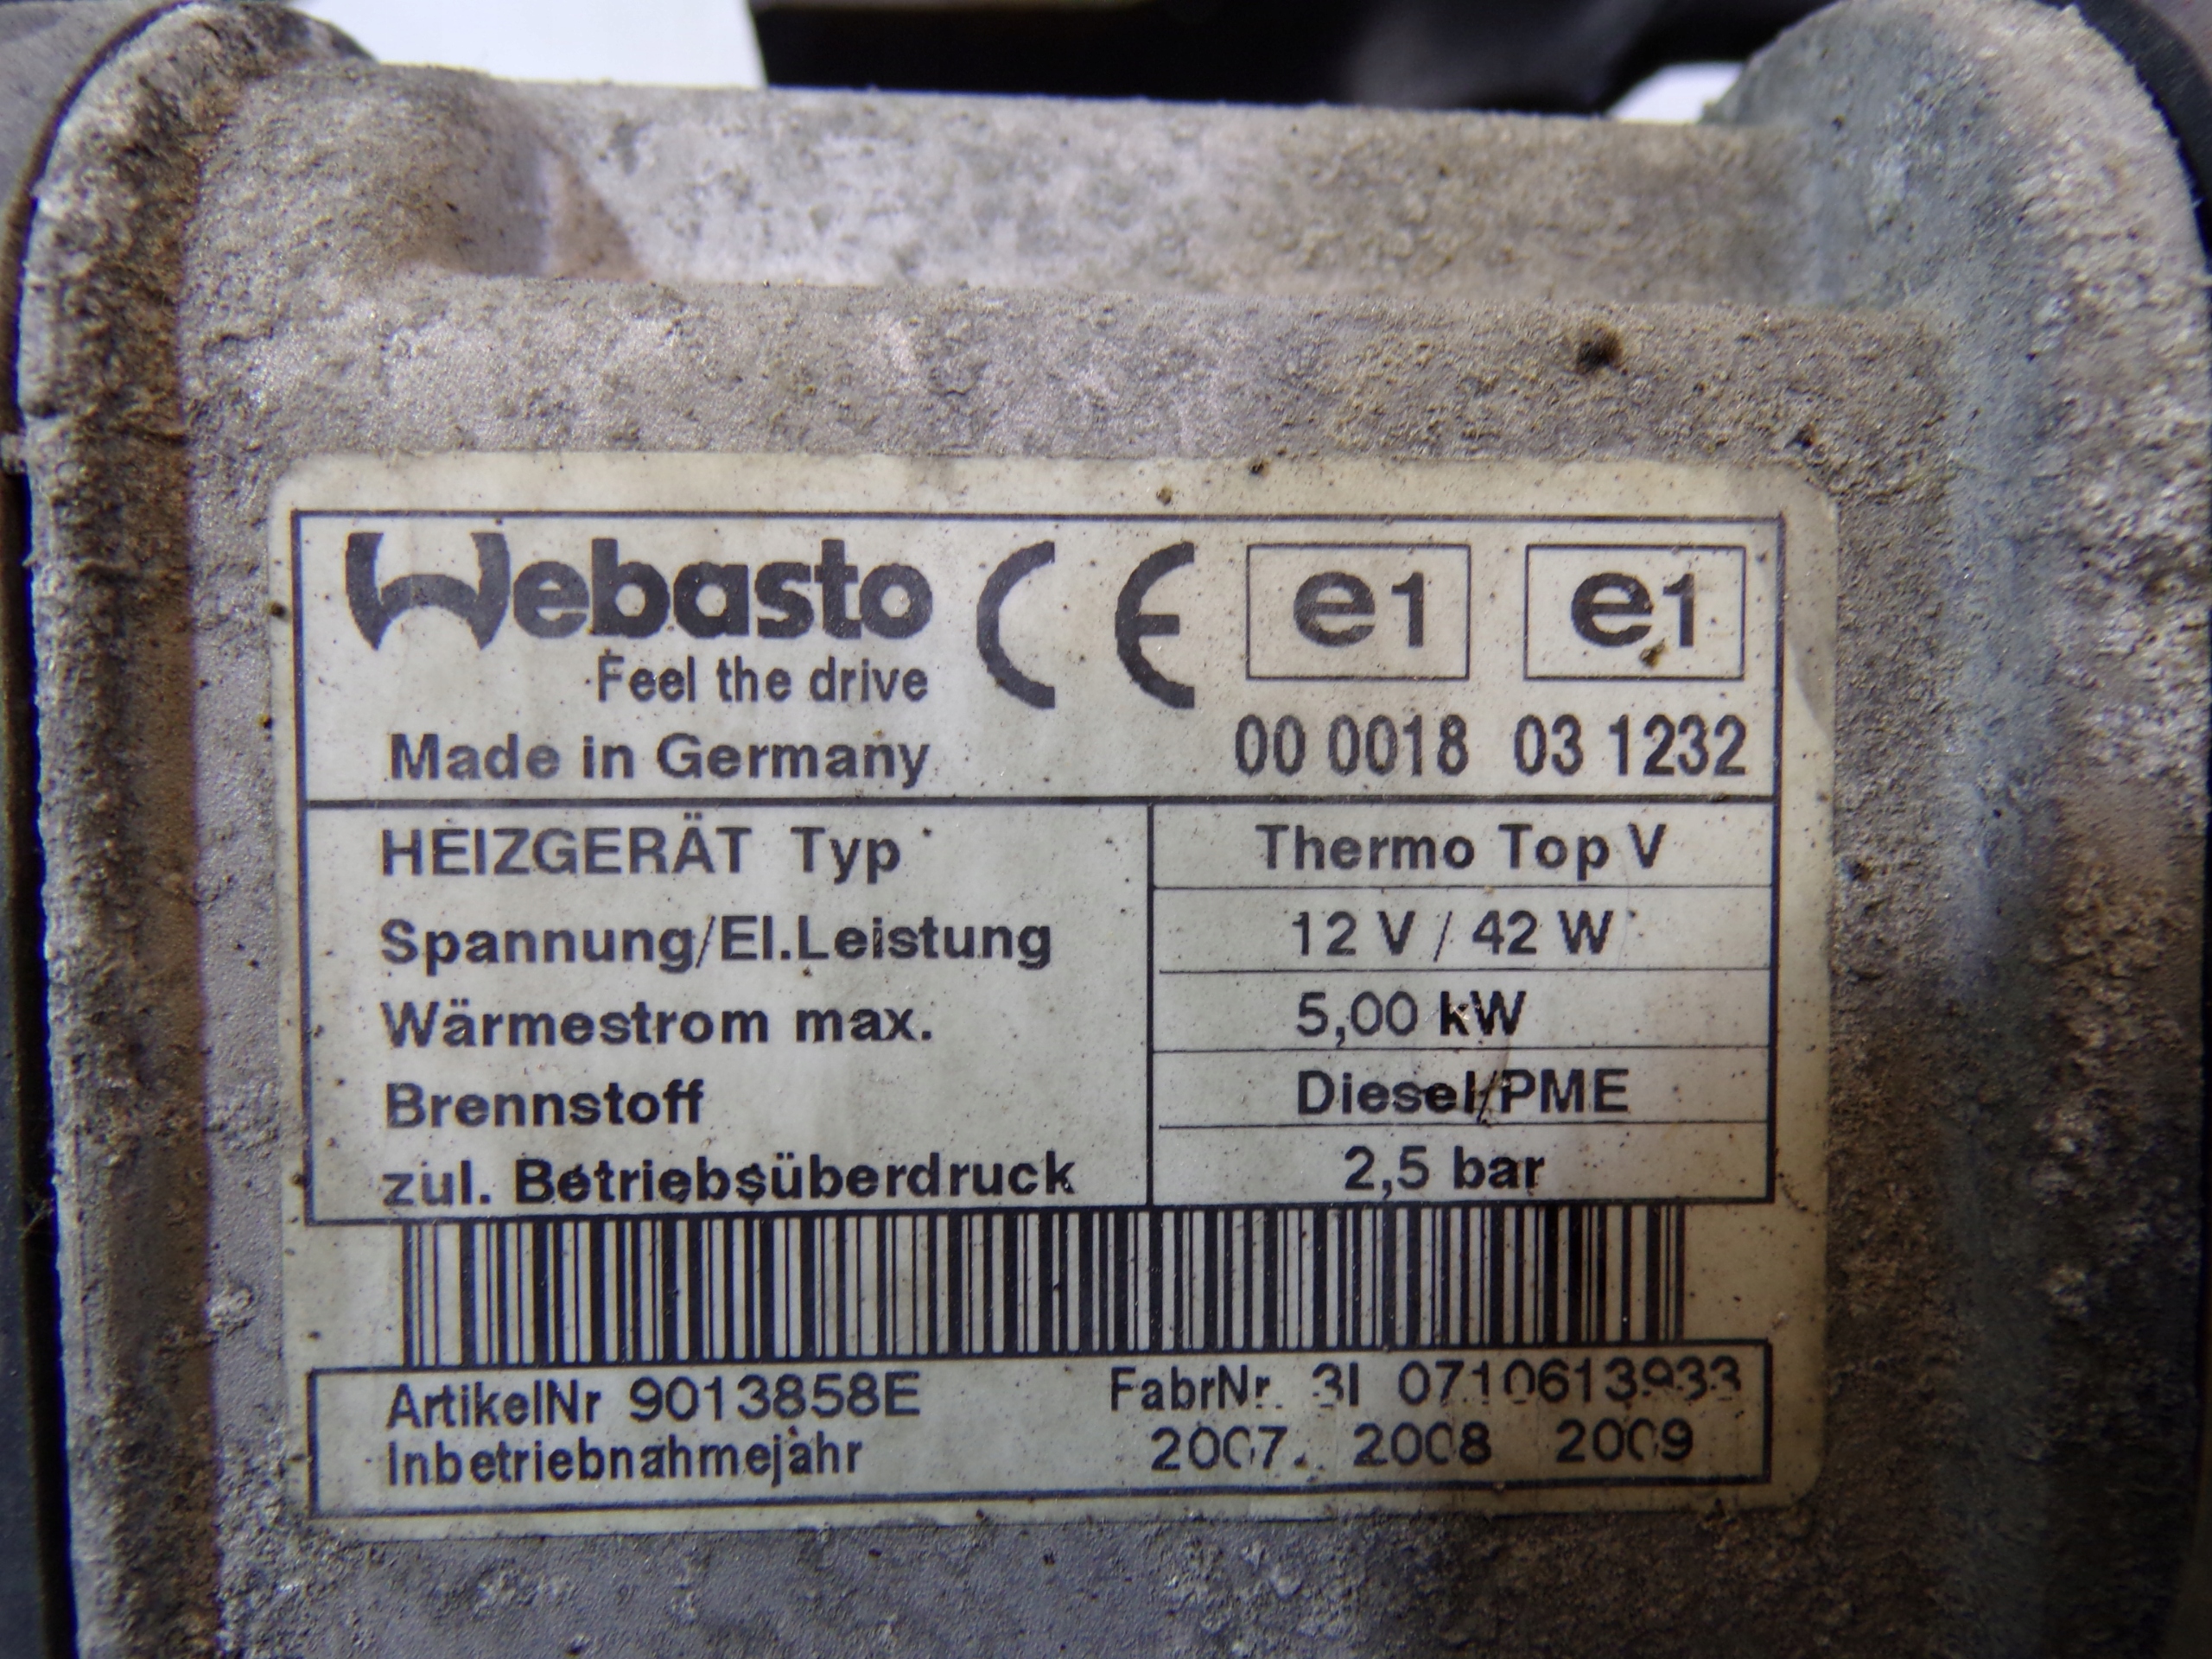 Webasto CE e1 e1
Feel the drive
Made in Germany 00 0018 03 1232
HEIZGERÄT Typ Thermo Top V
Spannung/El.Leistung 12 V / 42 W
Wärmestrom max. 5,00 kW
Brennstoff Diesel/PME
zul. Betriebsüberdruck 2,5 bar
ArtikelNr 9013858E FabrNr. 3I 0710613933
Inbetriebnahmejahr 2007 2008 2009